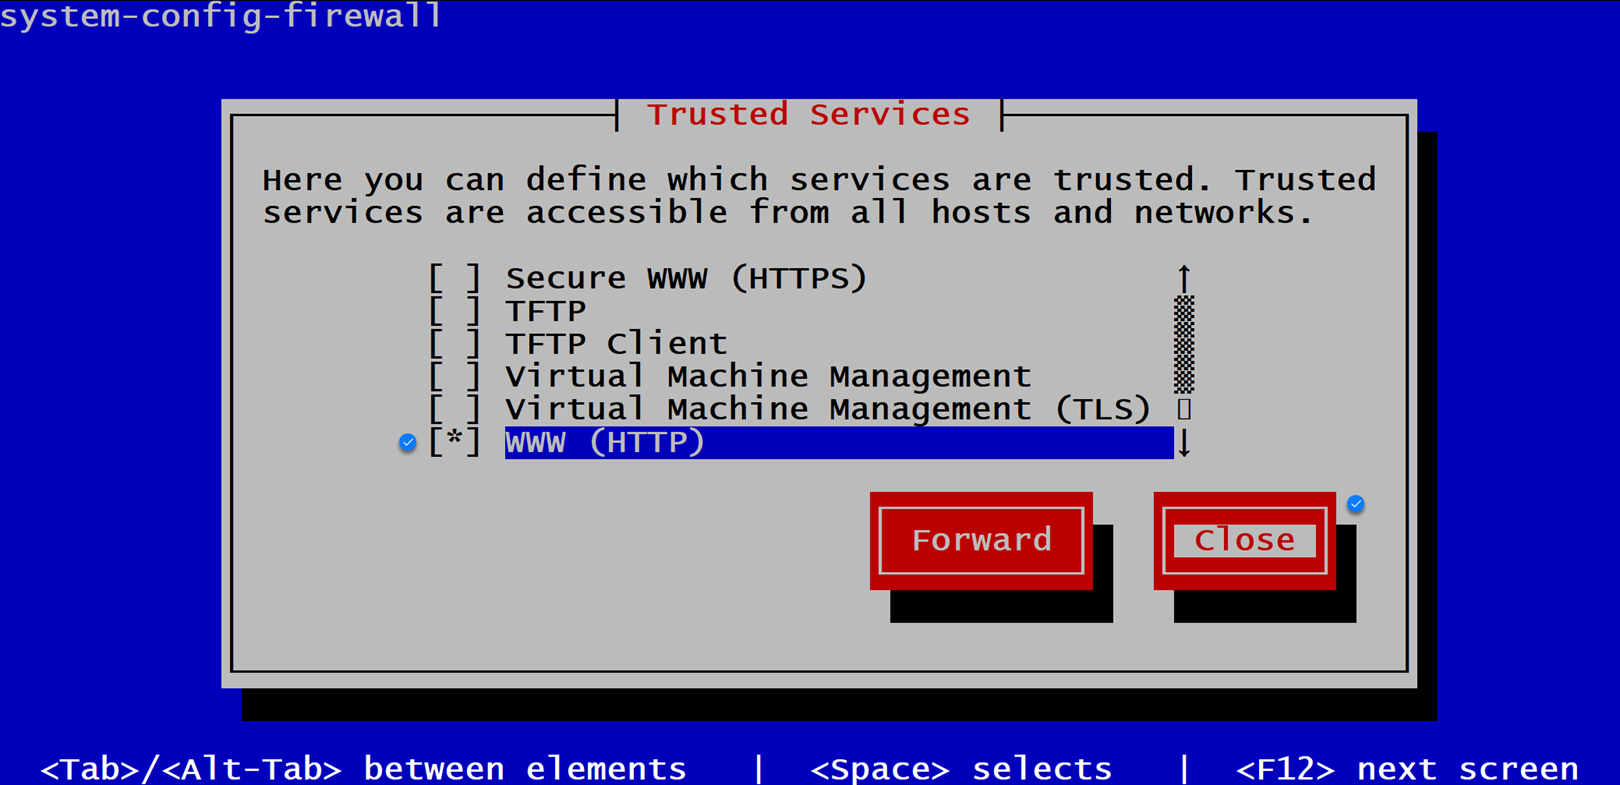 system-config-firewall
Trusted Services
Here you can define which services are trusted. Trusted
services are accessible from all hosts and networks.
[ ] Secure WWW (HTTPS) ↑
[ ] TFTP
[ ] TFTP Client
[ ] Virtual Machine Management
[ ] Virtual Machine Management (TLS)
[*] WWW (HTTP) ↓
Forward Close
<Tab>/<Alt-Tab> between elements | <Space> selects | <F12> next screen